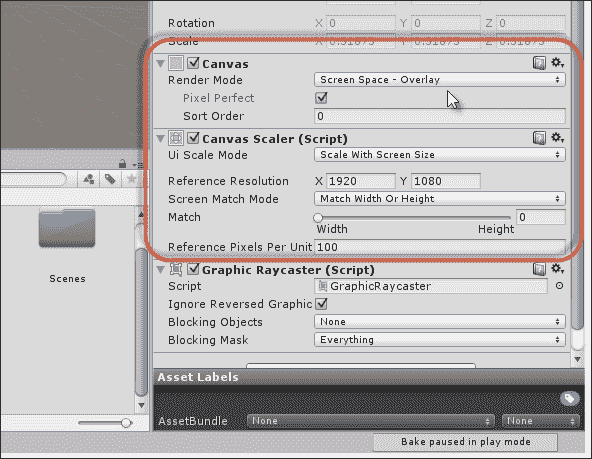 Rotation X 0 Y 0 Z 0
Scale X 0.51875 Y 0.51875 Z 0.51875
Canvas
Render Mode Screen Space - Overlay
Pixel Perfect
Sort Order 0
Canvas Scaler (Script)
Ui Scale Mode Scale With Screen Size
Reference Resolution X 1920 Y 1080
Screen Match Mode Match Width Or Height
Match 0
Width Height
Reference Pixels Per Unit 100
Scenes
Graphic Raycaster (Script)
Script GraphicRaycaster
Ignore Reversed Graphic
Blocking Objects None
Blocking Mask Everything
Asset Labels
AssetBundle None None
Bake paused in play mode